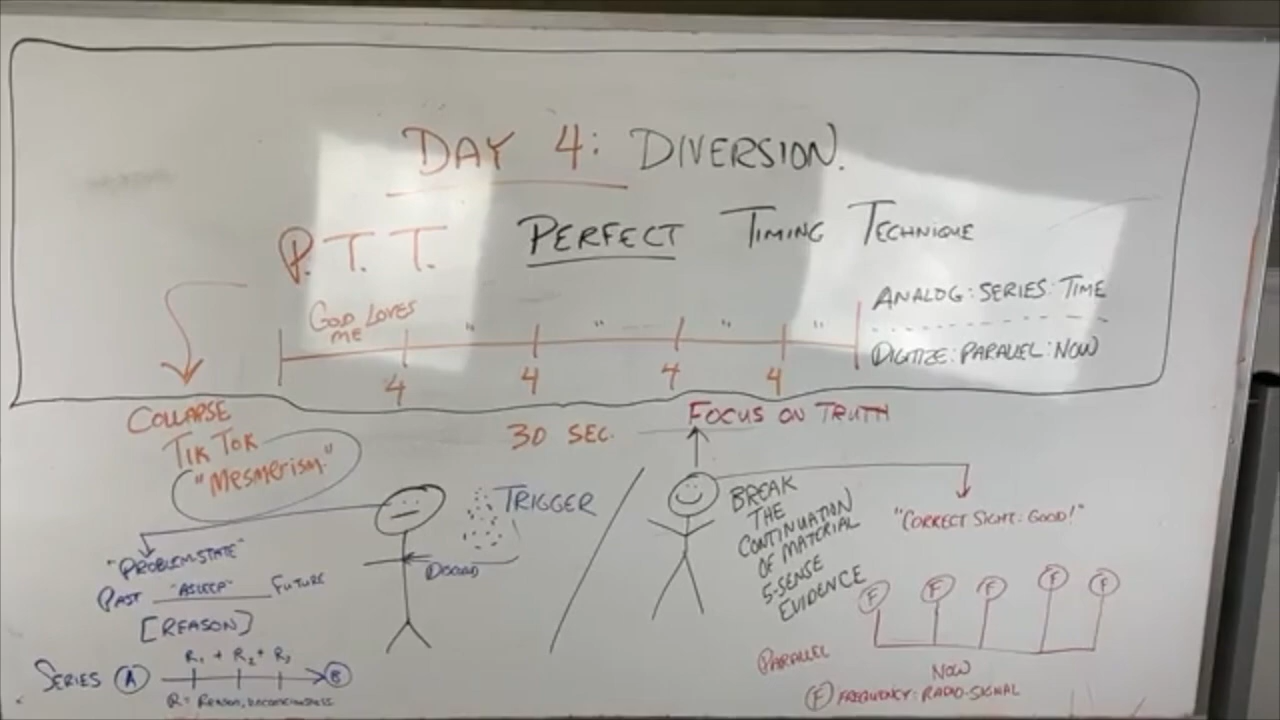 DAY 4: DIVERSION.
P.T.T. PERFECT TIMING TECHNIQUE
GOD LOVES
ME
" " " "
4 4 4 4
ANALOG: SERIES: TIME
DIGITIZE: PARALLEL: NOW
COLLAPSE
TIK TOK
"MESMERISM."
30 SEC.
FOCUS ON TRUTH
TRIGGER
"PROBLEM-STATE"
PAST "ASLEEP" FUTURE
[REASON]
SERIES A R1 + R2 + R3 B
R = REASON, UNCONSCIOUSNESS
BREAK
THE
CONTINUATION
OF MATERIAL
5-SENSE
EVIDENCE
"CORRECT SIGHT: GOOD!"
F F F F F
PARALLEL
NOW
F FREQUENCY: RADIO-SIGNAL